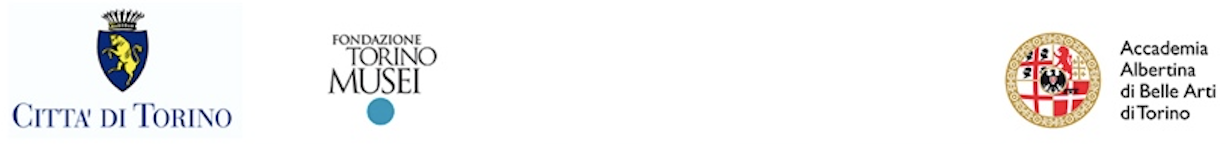 CITTA' DI TORINO
FONDAZIONE
TORINO
MUSEI
Accademia
Albertina
di Belle Arti
di Torino